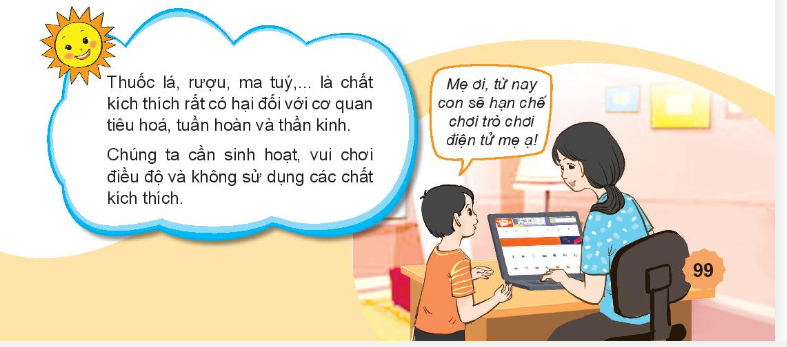 Thuốc lá, rượu, ma tuý,... là chất
kích thích rất có hại đối với cơ quan
tiêu hoá, tuần hoàn và thần kinh.
Chúng ta cần sinh hoạt, vui chơi
điều độ và không sử dụng các chất
kích thích.
Mẹ ơi, từ nay
con sẽ hạn chế
chơi trò chơi
điện tử mẹ ạ!
99